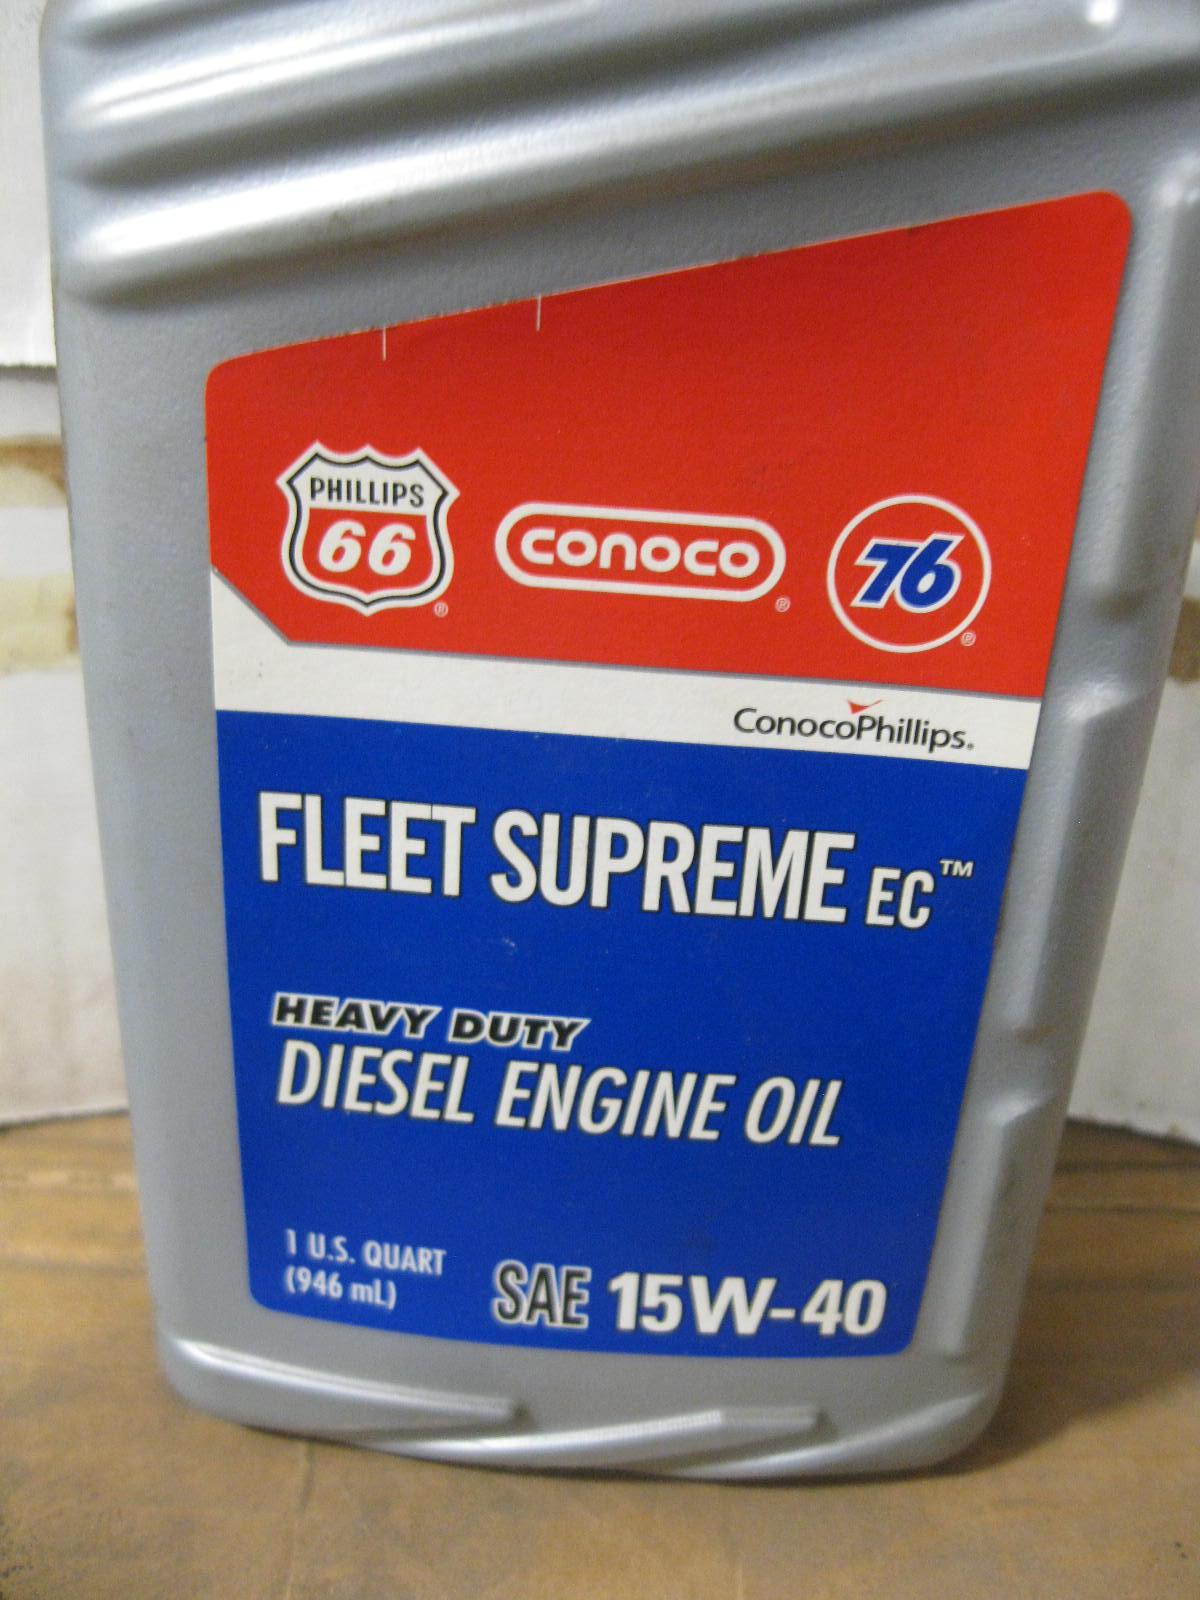 PHILLIPS
66®
conoco®
76®
ConocoPhillips®
FLEET SUPREME EC™
HEAVY DUTY
DIESEL ENGINE OIL
1 U.S. QUART
(946 mL)
SAE 15W-40